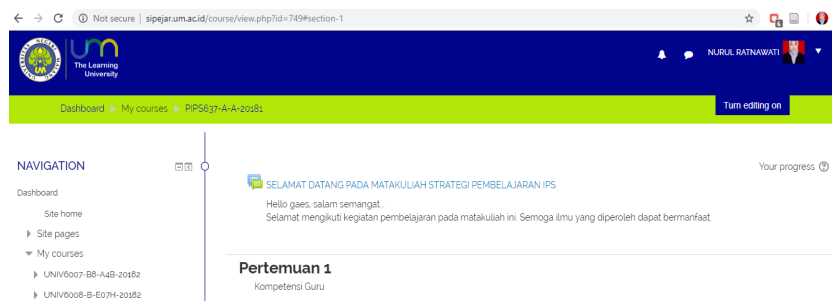 Not secure | sipejar.um.ac.id/course/view.php?id=749#section-1
UM
um
The Learning
University
NURUL RATNAWATI
Dashboard My courses PIPS637-A-A-20181
Turn editing on
NAVIGATION
Your progress
SELAMAT DATANG PADA MATAKULIAH STRATEGI PEMBELAJARAN IPS
Dashboard
Hello gaes, salam semangat..
Site home
Selamat mengikuti kegiatan pembelajaran pada matakuliah ini. Semoga ilmu yang diperoleh dapat bermanfaat.
Site pages
My courses
Pertemuan 1
UNIV6007-B8-A4B-20182
Kompetensi Guru
UNIV6008-B-E07H-20182